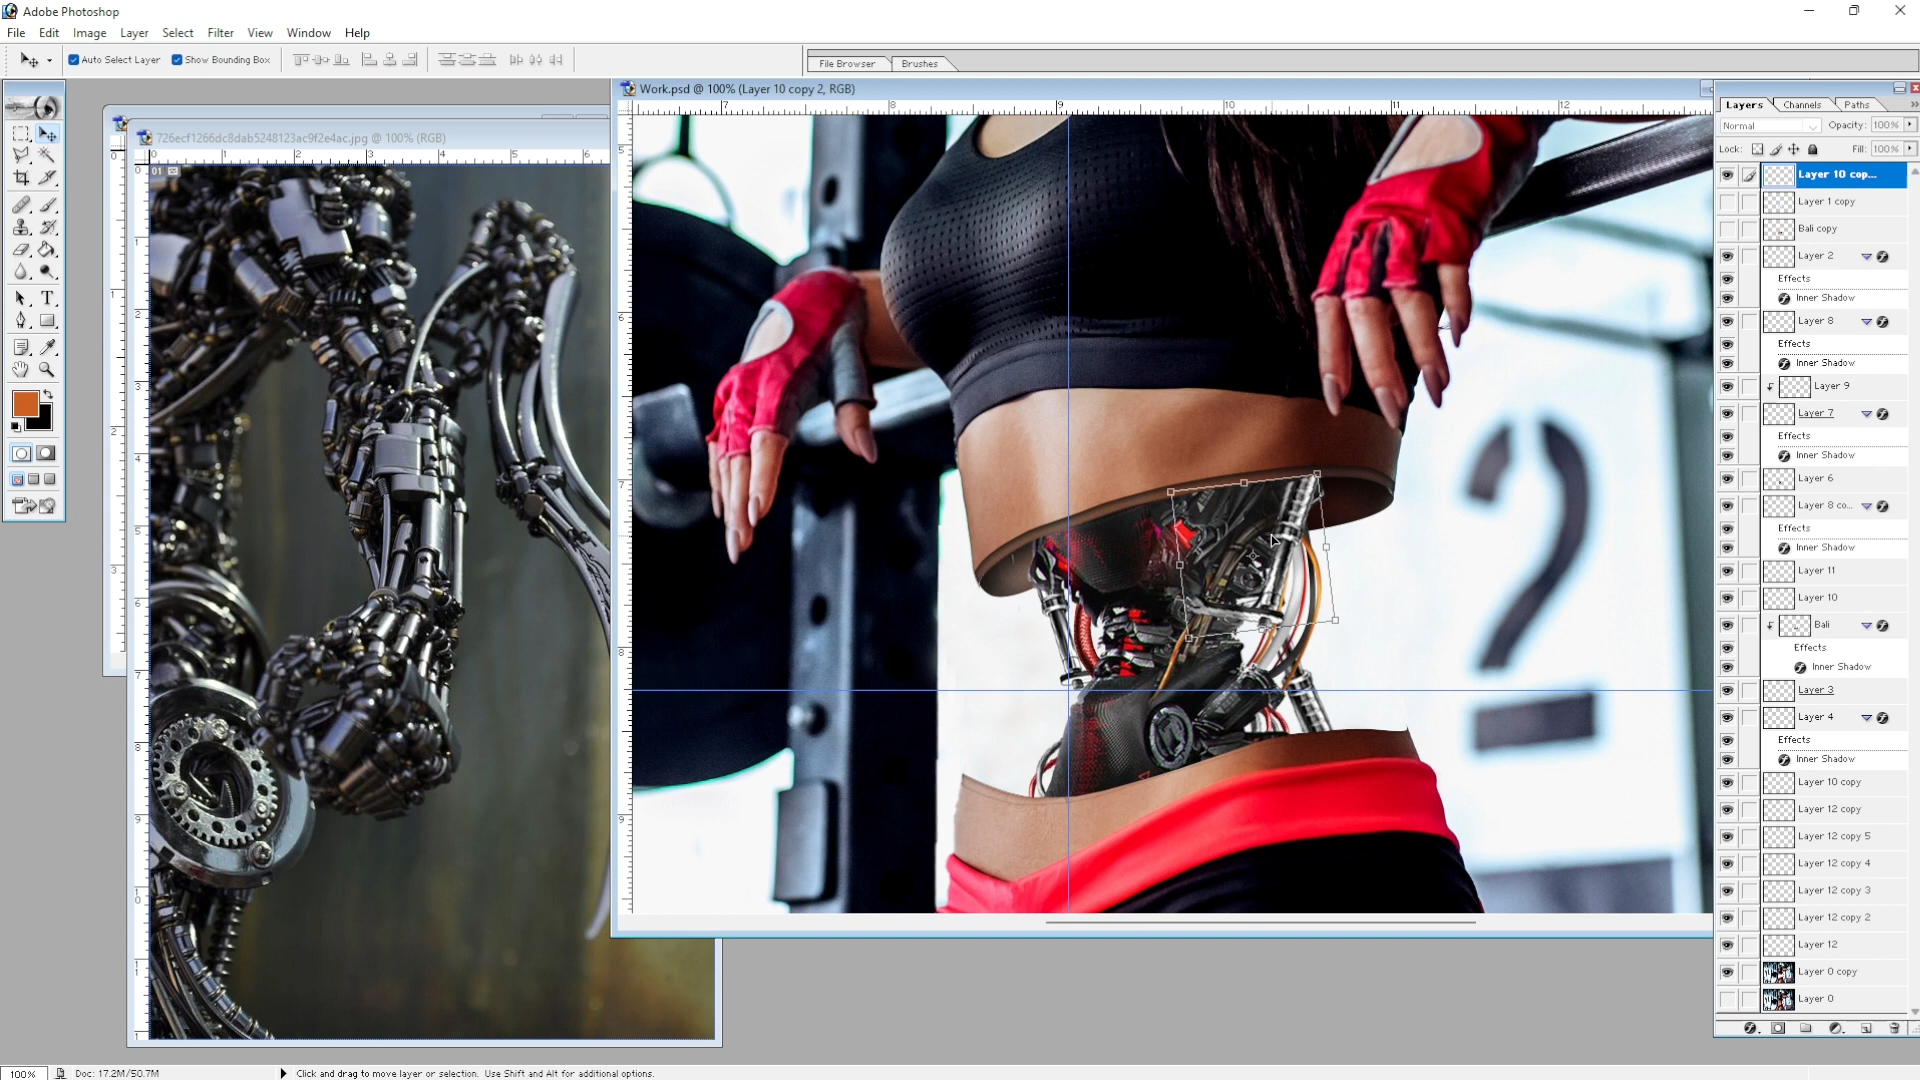 Adobe Photoshop
File Edit Image Layer Select Filter View Window Help
Auto Select Layer Show Bounding Box
File Browser Brushes
Work.psd @ 100% (Layer 10 copy 2, RGB)
726ecf1266dc8dab5248123ac9f2e4ac.jpg @ 100% (RGB)
01
2
Layers Channels Paths
Normal Opacity: 100%
Lock: Fill: 100%
Layer 10 cop...
Layer 1 copy
Bali copy
Layer 2
Effects
Inner Shadow
Layer 8
Effects
Inner Shadow
Layer 9
Layer 7
Effects
Inner Shadow
Layer 6
Layer 8 co...
Effects
Inner Shadow
Layer 11
Layer 10
Bali
Effects
Inner Shadow
Layer 3
Layer 4
Effects
Inner Shadow
Layer 10 copy
Layer 12 copy
Layer 12 copy 5
Layer 12 copy 4
Layer 12 copy 3
Layer 12 copy 2
Layer 12
Layer 0 copy
Layer 0
100% Doc: 17.2M/50.7M Click and drag to move layer or selection. Use Shift and Alt for additional options.